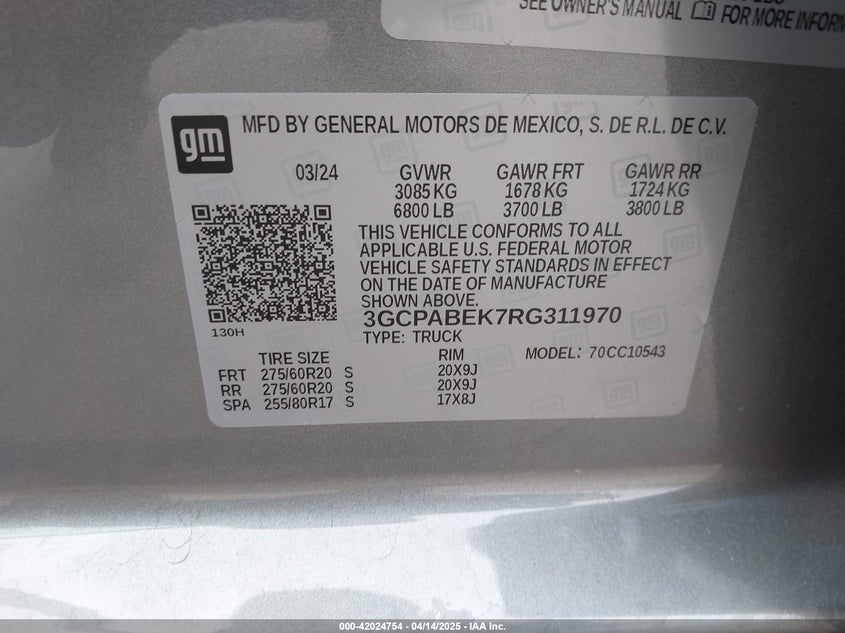 SEE OWNER'S MANUAL FOR MORE INFORM
gm MFD BY GENERAL MOTORS DE MEXICO, S. DE R.L. DE C.V.
03/24 GVWR GAWR FRT GAWR RR
3085 KG 1678 KG 1724 KG
6800 LB 3700 LB 3800 LB
THIS VEHICLE CONFORMS TO ALL
APPLICABLE U.S. FEDERAL MOTOR
VEHICLE SAFETY STANDARDS IN EFFECT
ON THE DATE OF MANUFACTURE
SHOWN ABOVE.
3GCPABEK7RG311970
130H
TYPE: TRUCK
TIRE SIZE RIM MODEL: 70CC10543
FRT 275/60R20 S 20X9J
RR 275/60R20 S 20X9J
SPA 255/80R17 S 17X8J
000-42024754 - 04/14/2025 - IAA Inc.